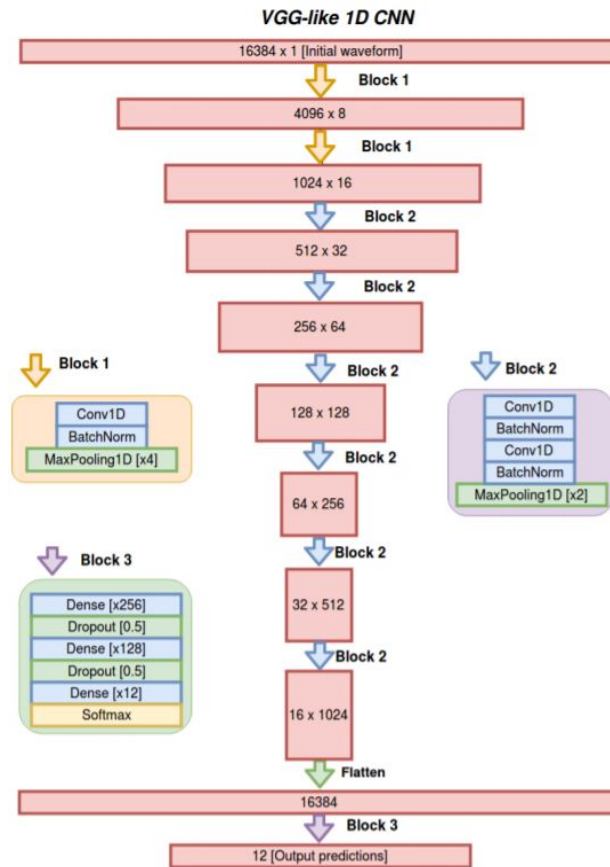 VGG-like 1D CNN
16384 x 1 [Initial waveform]
Block 1
4096 x 8
Block 1
1024 x 16
Block 2
512 x 32
Block 2
256 x 64
Block 2
128 x 128
Block 2
64 x 256
Block 2
32 x 512
Block 2
16 x 1024
Flatten
16384
Block 3
12 [Output predictions]
Block 1
Conv1D
BatchNorm
MaxPooling1D [x4]
Block 2
Conv1D
BatchNorm
Conv1D
BatchNorm
MaxPooling1D [x2]
Block 3
Dense [x256]
Dropout [0.5]
Dense [x128]
Dropout [0.5]
Dense [x12]
Softmax